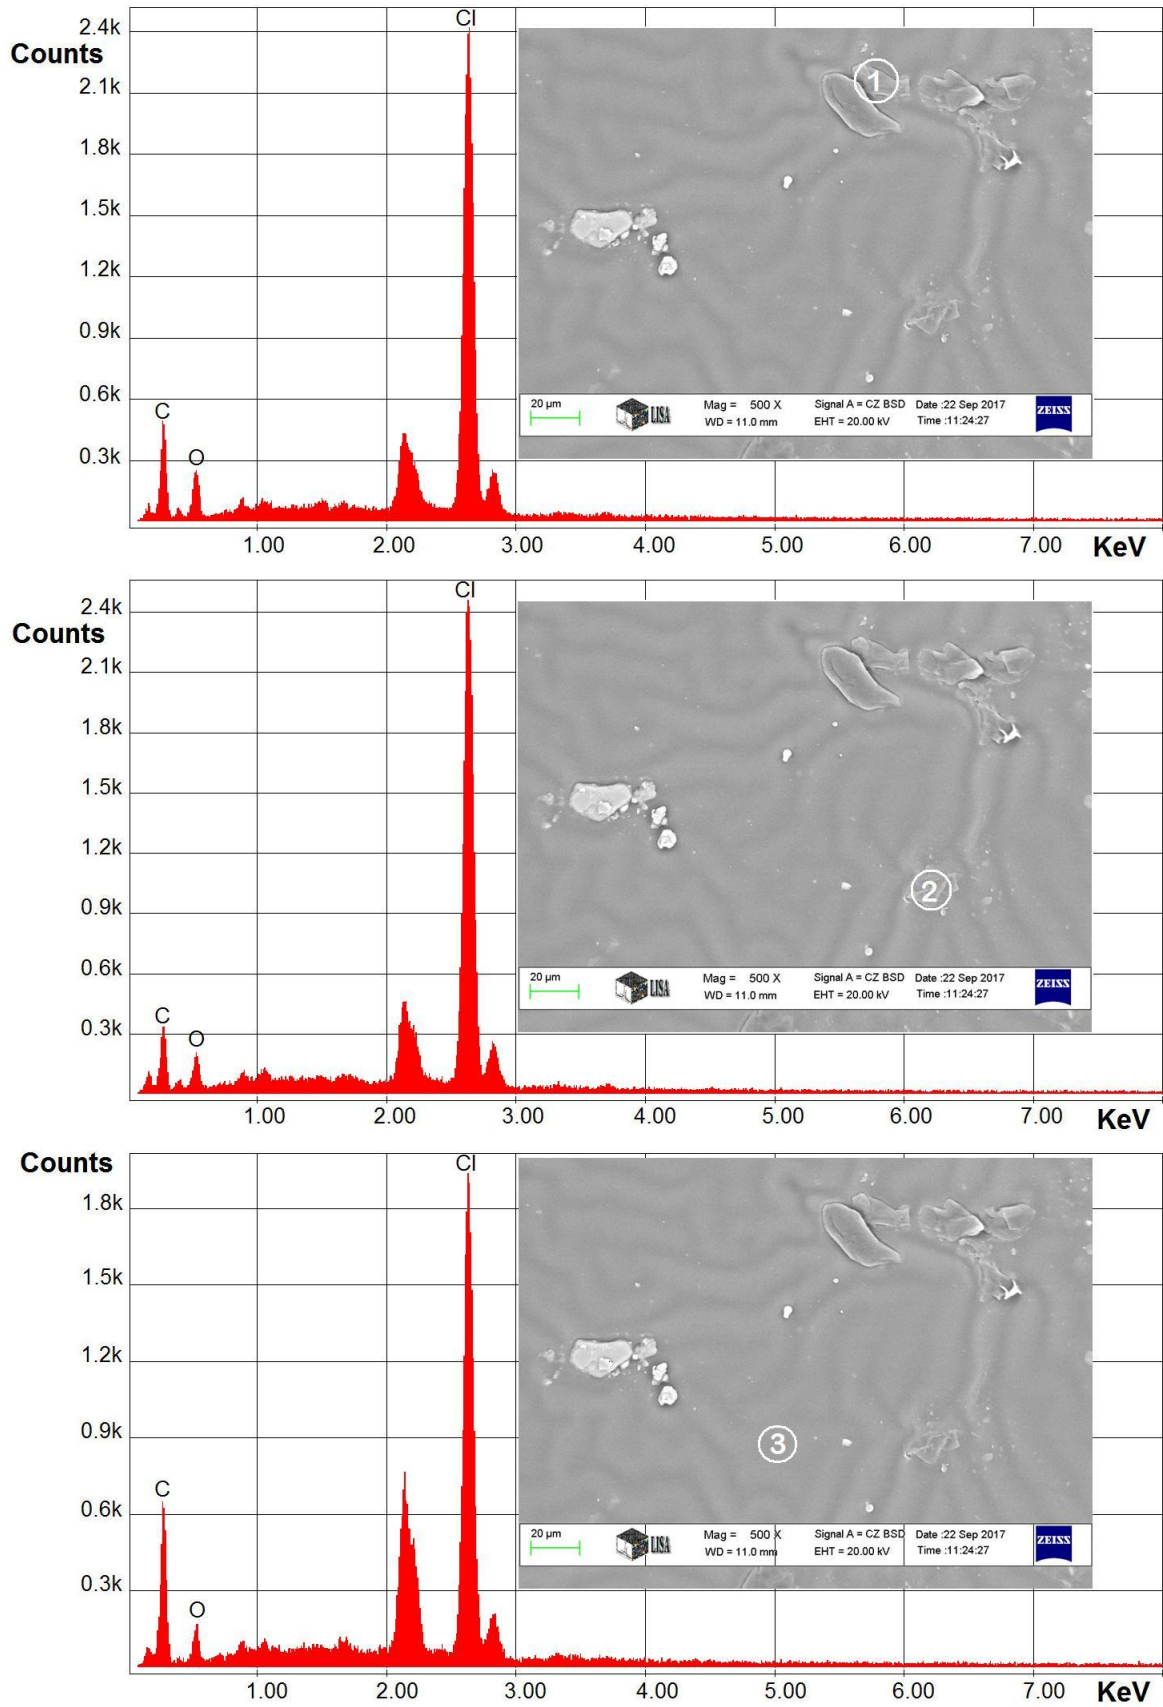 2.4k
Counts
2.1k
1.8k
1.5k
1.2k
0.9k
0.6k
0.3k
C
O
Cl
1
20 µm
LISA
Mag = 500 X
WD = 11.0 mm
Signal A = CZ BSD
EHT = 20.00 kV
Date :22 Sep 2017
Time :11:24:27
ZEISS
1.00 2.00 3.00 4.00 5.00 6.00 7.00 KeV
2.4k
Counts
2.1k
1.8k
1.5k
1.2k
0.9k
0.6k
0.3k
C
O
Cl
2
20 µm
LISA
Mag = 500 X
WD = 11.0 mm
Signal A = CZ BSD
EHT = 20.00 kV
Date :22 Sep 2017
Time :11:24:27
ZEISS
1.00 2.00 3.00 4.00 5.00 6.00 7.00 KeV
Counts
1.8k
1.5k
1.2k
0.9k
0.6k
0.3k
C
O
Cl
3
20 µm
LISA
Mag = 500 X
WD = 11.0 mm
Signal A = CZ BSD
EHT = 20.00 kV
Date :22 Sep 2017
Time :11:24:27
ZEISS
1.00 2.00 3.00 4.00 5.00 6.00 7.00 KeV